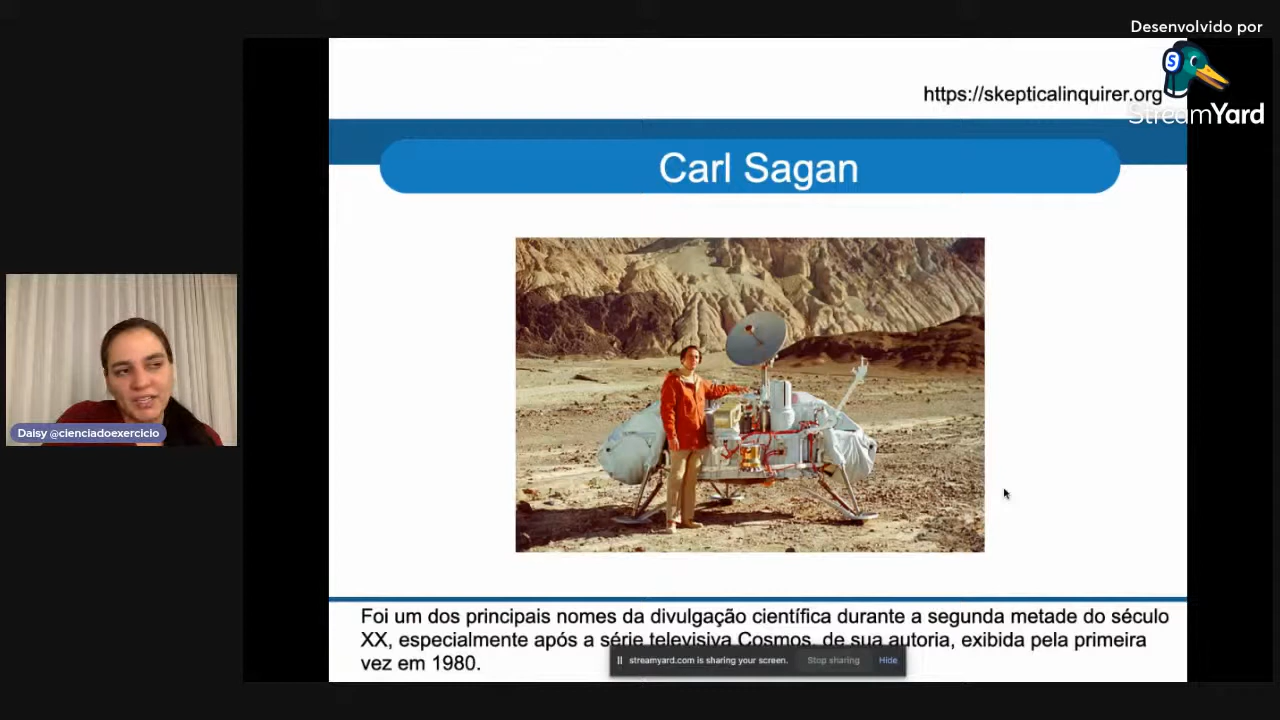 Desenvolvido por
StreamYard
https://skepticalinquirer.org
Carl Sagan
Daisy @cienciadoexercicio
Foi um dos principais nomes da divulgação científica durante a segunda metade do século
XX, especialmente após a série televisiva Cosmos, de sua autoria, exibida pela primeira
vez em 1980.
streamyard.com is sharing your screen. Stop sharing Hide